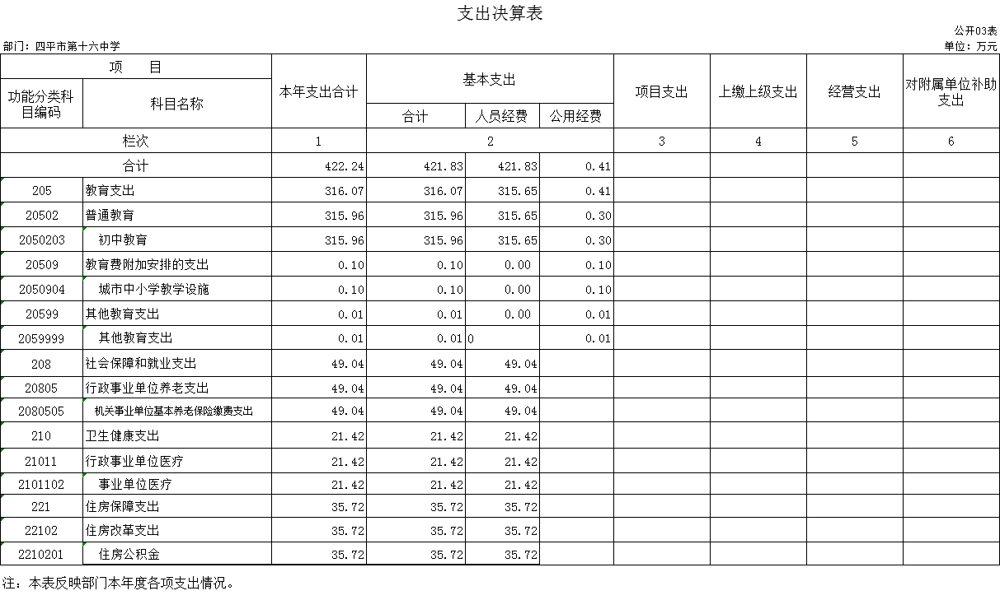 支出决算表
公开03表
部门：四平市第十六中学 单位：万元
项 目 本年支出合计 基本支出 项目支出 上缴上级支出 经营支出 对附属单位补助支出
功能分类科目编码 科目名称 合计 人员经费 公用经费
栏次 1 2 3 4 5 6
合计 422.24 421.83 421.83 0.41
205 教育支出 316.07 316.07 315.65 0.41
20502 普通教育 315.96 315.96 315.65 0.30
2050203 初中教育 315.96 315.96 315.65 0.30
20509 教育费附加安排的支出 0.10 0.10 0.00 0.10
2050904 城市中小学教学设施 0.10 0.10 0.00 0.10
20599 其他教育支出 0.01 0.01 0.00 0.01
2059999 其他教育支出 0.01 0.01 0 0.01
208 社会保障和就业支出 49.04 49.04 49.04
20805 行政事业单位养老支出 49.04 49.04 49.04
2080505 机关事业单位基本养老保险缴费支出 49.04 49.04 49.04
210 卫生健康支出 21.42 21.42 21.42
21011 行政事业单位医疗 21.42 21.42 21.42
2101102 事业单位医疗 21.42 21.42 21.42
221 住房保障支出 35.72 35.72 35.72
22102 住房改革支出 35.72 35.72 35.72
2210201 住房公积金 35.72 35.72 35.72
注：本表反映部门本年度各项支出情况。